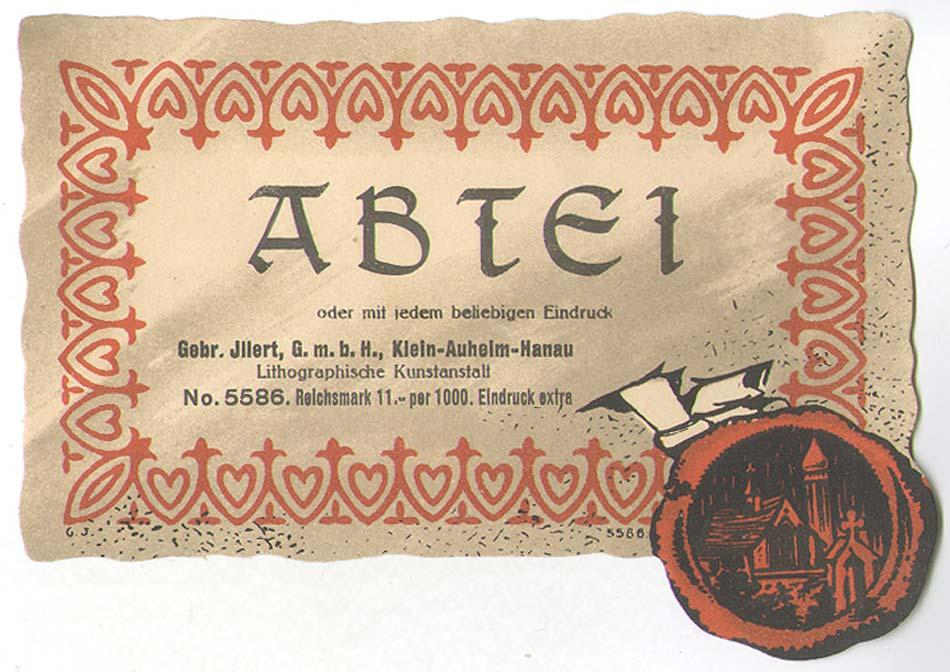 ABTEI
oder mit jedem beliebigen Eindruck
Gebr. Jllert, G. m. b. H., Klein-Auheim-Hanau
Lithographische Kunstanstalt
No. 5586. Reichsmark 11.- per 1000. Eindruck extra
G. J.
5586.